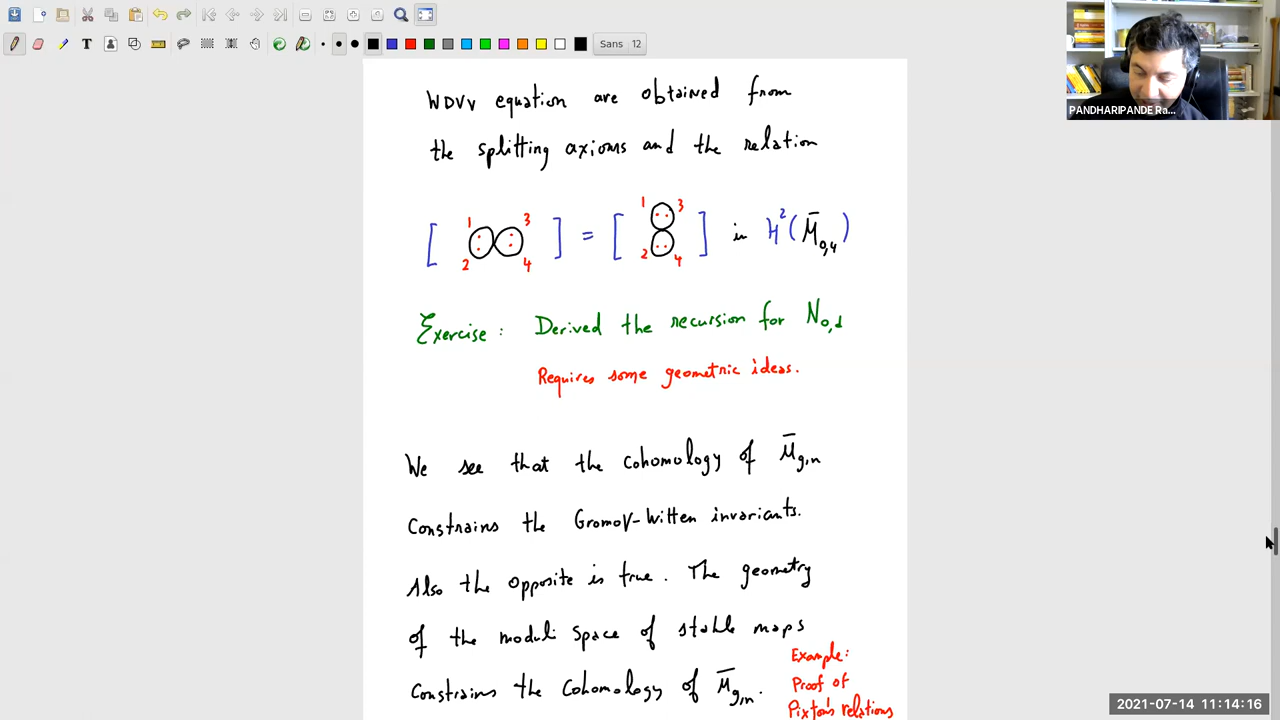 Sans 12
PANDHARIPANDE Ra...
WDVV equation are obtained from
the splitting axioms and the relation
[ 1 2 3 4 ] = [ 1 3 2 4 ] in H²(M̄0,4)
Exercise: Derived the recursion for N0,d
Requires some geometric ideas.
We see that the cohomology of M̄g,n
Constrains the Gromov-Witten invariants.
Also the opposite is true. The geometry
of the moduli space of stable maps
constrains the cohomology of M̄g,n.
Example:
Proof of
Pixton's relations
2021-07-14 11:14:16